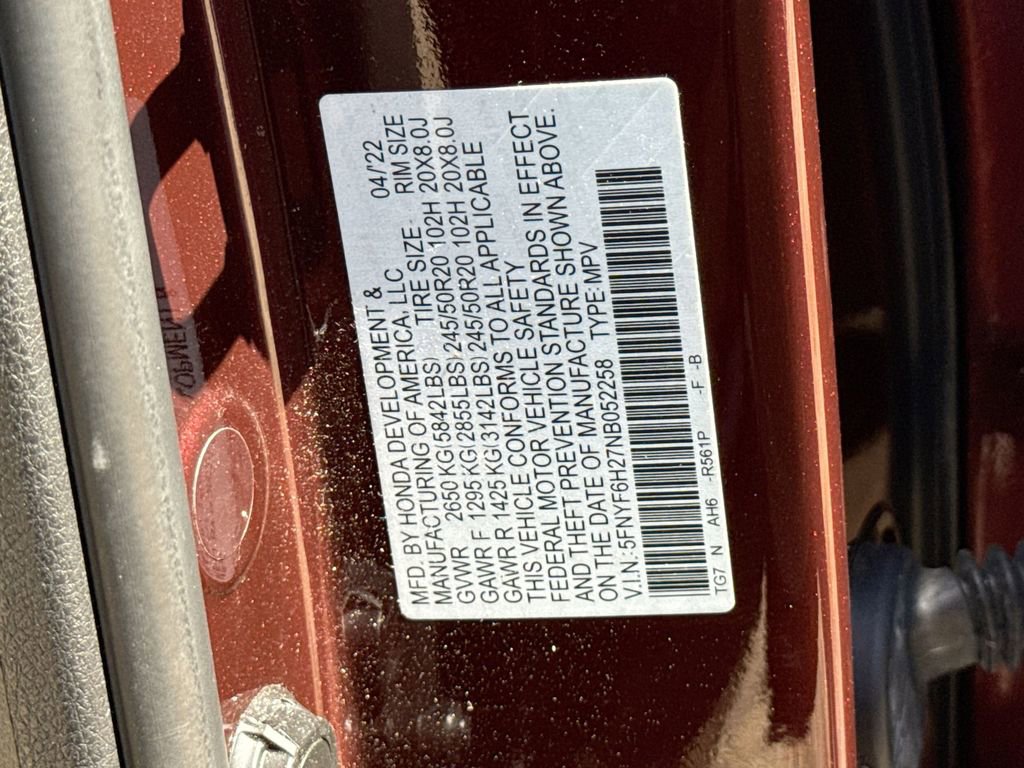 MFD. BY HONDA DEVELOPMENT &
MANUFACTURING OF AMERICA, LLC 04/'22
GVWR 2650 KG (5842LBS) TIRE SIZE RIM SIZE
GAWR F 1295 KG (2855LBS) 245/50R20 102H 20X8.0J
GAWR R 1425 KG (3142LBS) 245/50R20 102H 20X8.0J
THIS VEHICLE CONFORMS TO ALL APPLICABLE
FEDERAL MOTOR VEHICLE SAFETY
AND THEFT PREVENTION STANDARDS IN EFFECT
ON THE DATE OF MANUFACTURE SHOWN ABOVE.
V.I.N.: 5FNYF6H27NB052258 TYPE: MPV
TG7 N AH6 -R561P -F -B